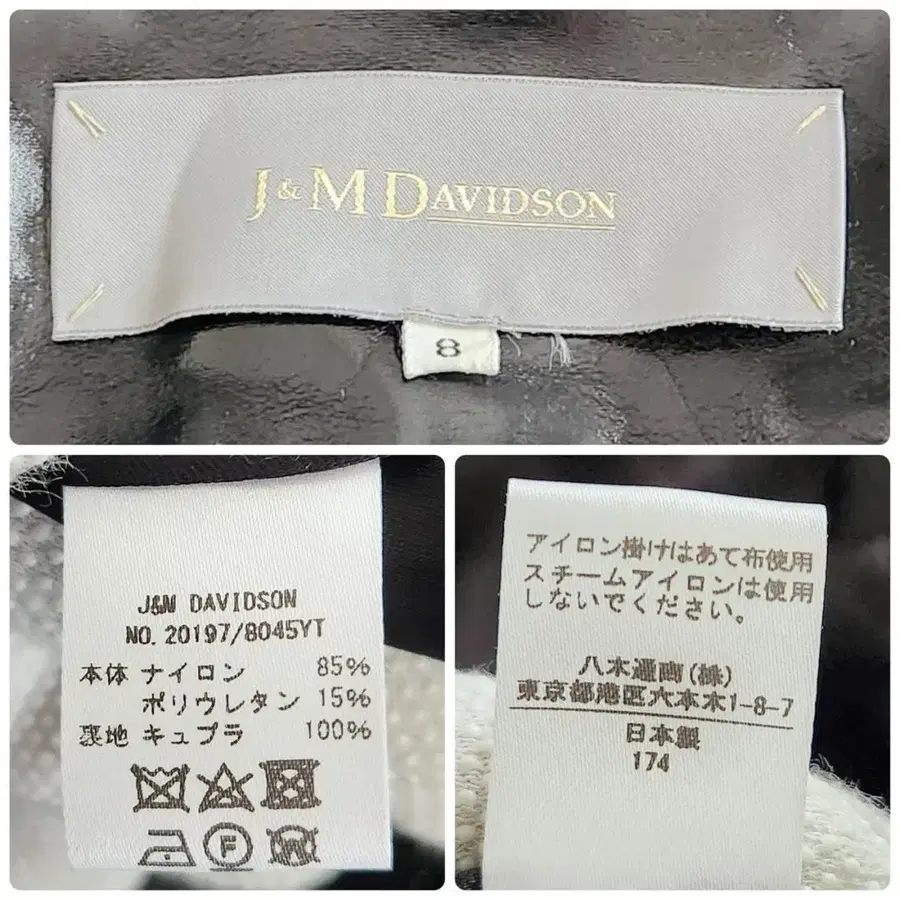 J&M DAVIDSON
8
J&M DAVIDSON
NO. 20197/8045YT
本体 ナイロン 85%
ポリウレタン 15%
裏地 キュプラ 100%
F W
アイロン掛けはあて布使用
スチームアイロンは使用
しないでください。
八木通商(株)
東京都港区六本木1-8-7
日本製
174